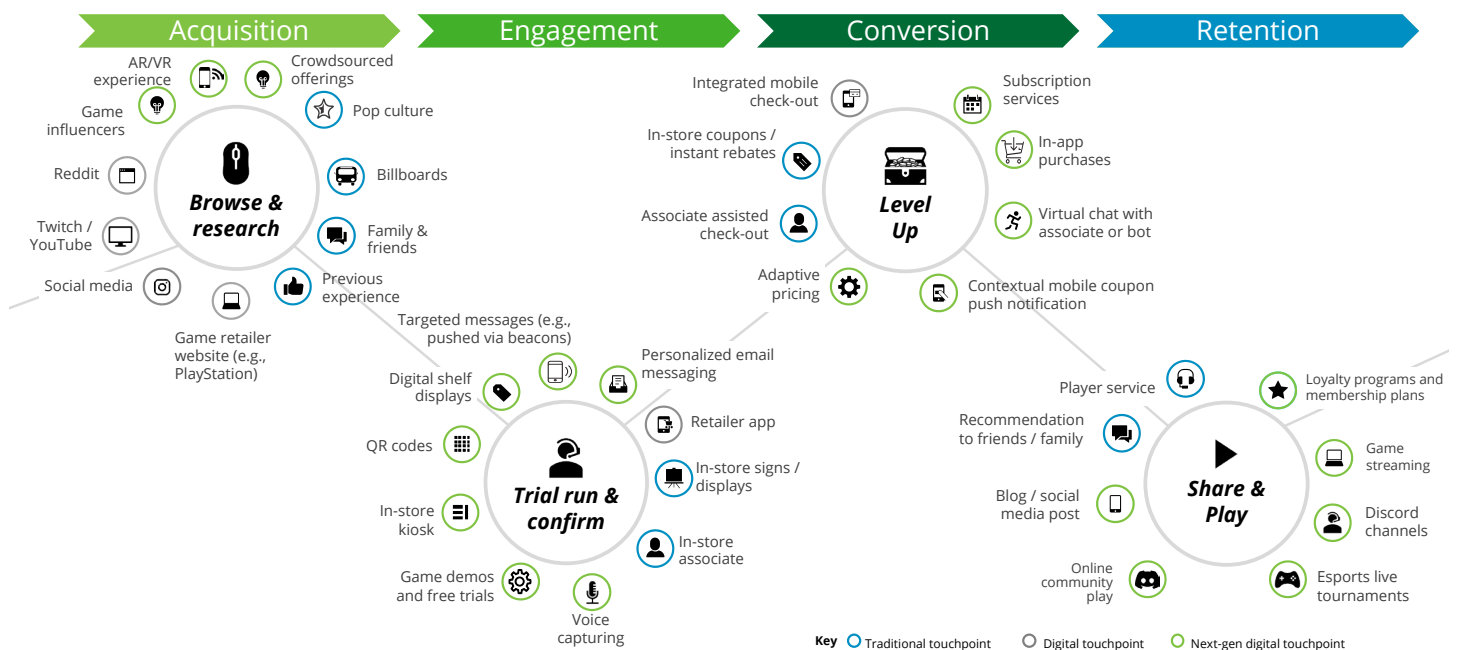 Acquisition
Engagement
Conversion
Retention
AR/VR
experience
Crowdsourced
offerings
Game
influencers
Pop culture
Reddit
Billboards
Browse &
research
Twitch /
YouTube
Family &
friends
Social media
Previous
experience
Game retailer
website (e.g.,
PlayStation)
Targeted messages (e.g.,
pushed via beacons)
Personalized email
messaging
Digital shelf
displays
Retailer app
QR codes
In-store signs /
displays
Trial run &
confirm
In-store
kiosk
In-store
associate
Game demos
and free trials
Voice
capturing
Integrated mobile
check-out
Subscription
services
In-store coupons /
instant rebates
In-app
purchases
Level
Up
Associate assisted
check-out
Virtual chat with
associate or bot
Adaptive
pricing
Contextual mobile coupon
push notification
Player service
Loyalty programs and
membership plans
Recommendation
to friends / family
Game
streaming
Share &
Play
Blog / social
media post
Discord
channels
Online
community
play
Esports live
tournaments
Key
Traditional touchpoint
Digital touchpoint
Next-gen digital touchpoint